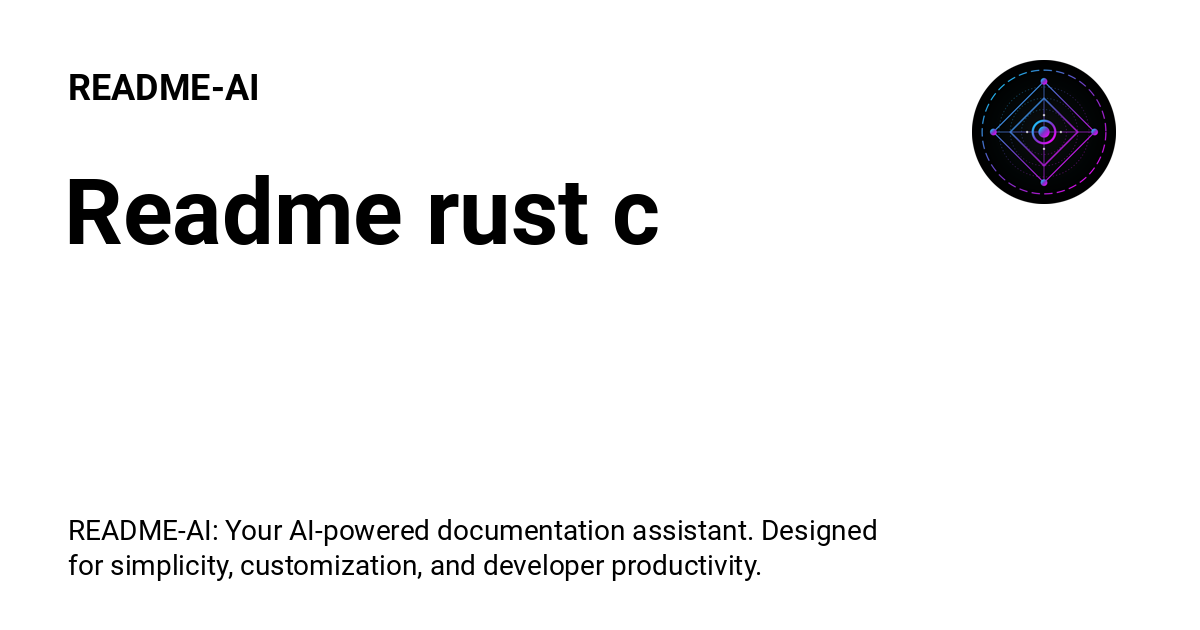 README-AI
Readme rust c
README-AI: Your AI-powered documentation assistant. Designed
for simplicity, customization, and developer productivity.